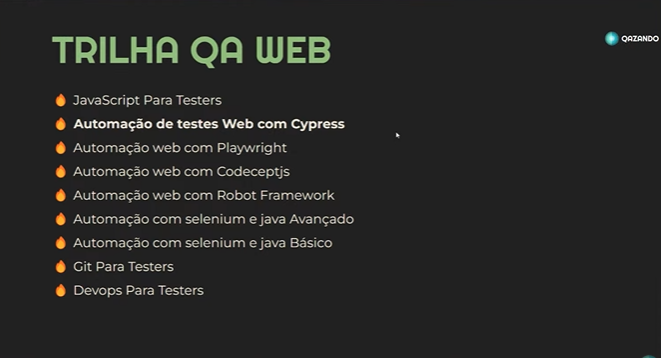 TRILHA QA WEB
QAZANDO
JavaScript Para Testers
Automação de testes Web com Cypress
Automação web com Playwright
Automação web com Codeceptjs
Automação web com Robot Framework
Automação com selenium e java Avançado
Automação com selenium e java Básico
Git Para Testers
Devops Para Testers